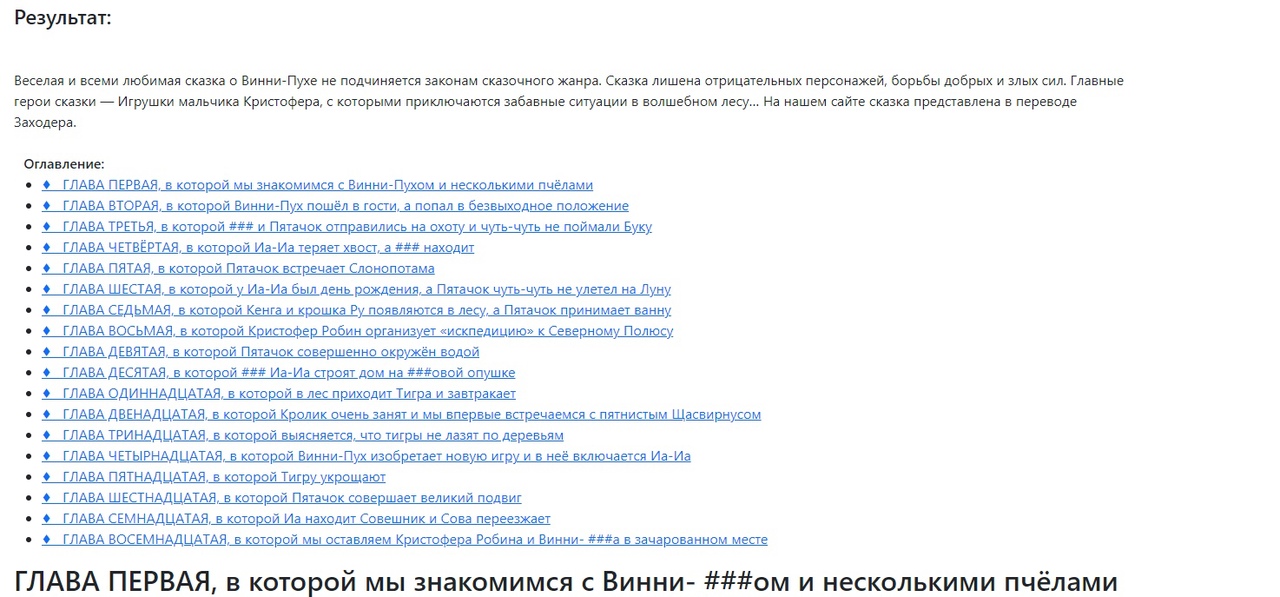 Результат:
Веселая и всеми любимая сказка о Винни-Пухе не подчиняется законам сказочного жанра. Сказка лишена отрицательных персонажей, борьбы добрых и злых сил. Главные
герои сказки — Игрушки мальчика Кристофера, с которыми приключаются забавные ситуации в волшебном лесу... На нашем сайте сказка представлена в переводе
Заходера.
Оглавление:
• ♦ ГЛАВА ПЕРВАЯ, в которой мы знакомимся с Винни-Пухом и несколькими пчёлами
• ♦ ГЛАВА ВТОРАЯ, в которой Винни-Пух пошёл в гости, а попал в безвыходное положение
• ♦ ГЛАВА ТРЕТЬЯ, в которой ### и Пятачок отправились на охоту и чуть-чуть не поймали Буку
• ♦ ГЛАВА ЧЕТВЁРТАЯ, в которой Иа-Иа теряет хвост, а ### находит
• ♦ ГЛАВА ПЯТАЯ, в которой Пятачок встречает Слонопотама
• ♦ ГЛАВА ШЕСТАЯ, в которой у Иа-Иа был день рождения, а Пятачок чуть-чуть не улетел на Луну
• ♦ ГЛАВА СЕДЬМАЯ, в которой Кенга и крошка Ру появляются в лесу, а Пятачок принимает ванну
• ♦ ГЛАВА ВОСЬМАЯ, в которой Кристофер Робин организует «искпедицию» к Северному Полюсу
• ♦ ГЛАВА ДЕВЯТАЯ, в которой Пятачок совершенно окружён водой
• ♦ ГЛАВА ДЕСЯТАЯ, в которой ### Иа-Иа строят дом на ###овой опушке
• ♦ ГЛАВА ОДИННАДЦАТАЯ, в которой в лес приходит Тигра и завтракает
• ♦ ГЛАВА ДВЕНАДЦАТАЯ, в которой Кролик очень занят и мы впервые встречаемся с пятнистым Щасвирнусом
• ♦ ГЛАВА ТРИНАДЦАТАЯ, в которой выясняется, что тигры не лазят по деревьям
• ♦ ГЛАВА ЧЕТЫРНАДЦАТАЯ, в которой Винни-Пух изобретает новую игру и в неё включается Иа-Иа
• ♦ ГЛАВА ПЯТНАДЦАТАЯ, в которой Тигру укрощают
• ♦ ГЛАВА ШЕСТНАДЦАТАЯ, в которой Пятачок совершает великий подвиг
• ♦ ГЛАВА СЕМНАДЦАТАЯ, в которой Иа находит Совешник и Сова переезжает
• ♦ ГЛАВА ВОСЕМНАДЦАТАЯ, в которой мы оставляем Кристофера Робина и Винни- ###а в зачарованном месте
ГЛАВА ПЕРВАЯ, в которой мы знакомимся с Винни- ###ом и несколькими пчёлами